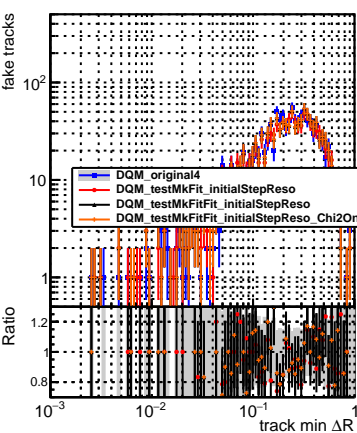 fake tracks
10²
10
1
DQM_original4
DQM_testMkFit_initialStepReso
DQM_testMkFitFit_initialStepReso
DQM_testMkFitFit_initialStepReso_Chi2On
Ratio
1.2
1
0.8
10⁻³ 10⁻² 10⁻¹ 1
track min ΔR